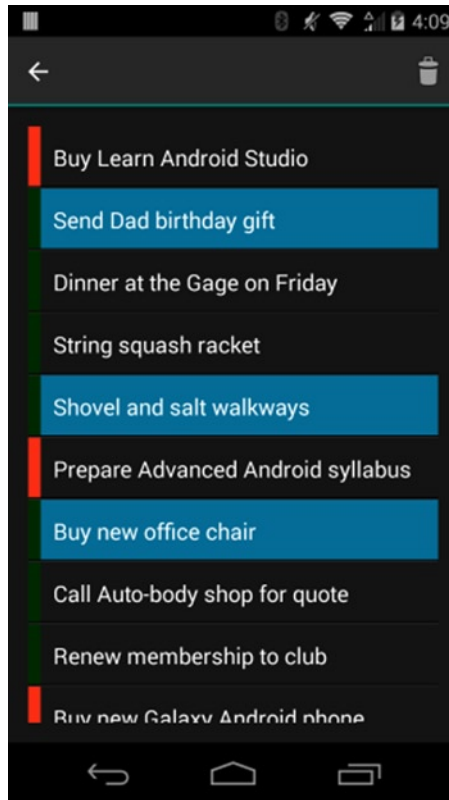 4:09
Buy Learn Android Studio
Send Dad birthday gift
Dinner at the Gage on Friday
String squash racket
Shovel and salt walkways
Prepare Advanced Android syllabus
Buy new office chair
Call Auto-body shop for quote
Renew membership to club
Buy new Galaxy Android phone